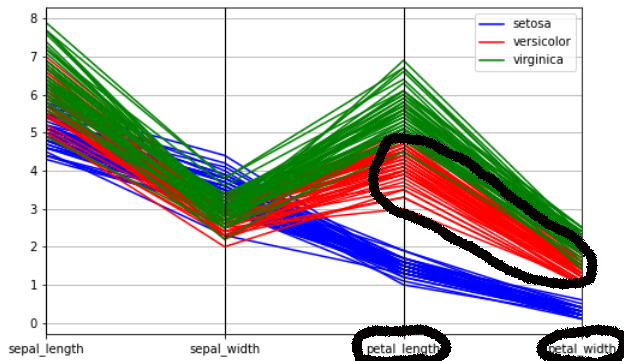 8
7
6
5
4
3
2
1
0
setosa
versicolor
virginica
sepal_length sepal_width petal_length petal_width